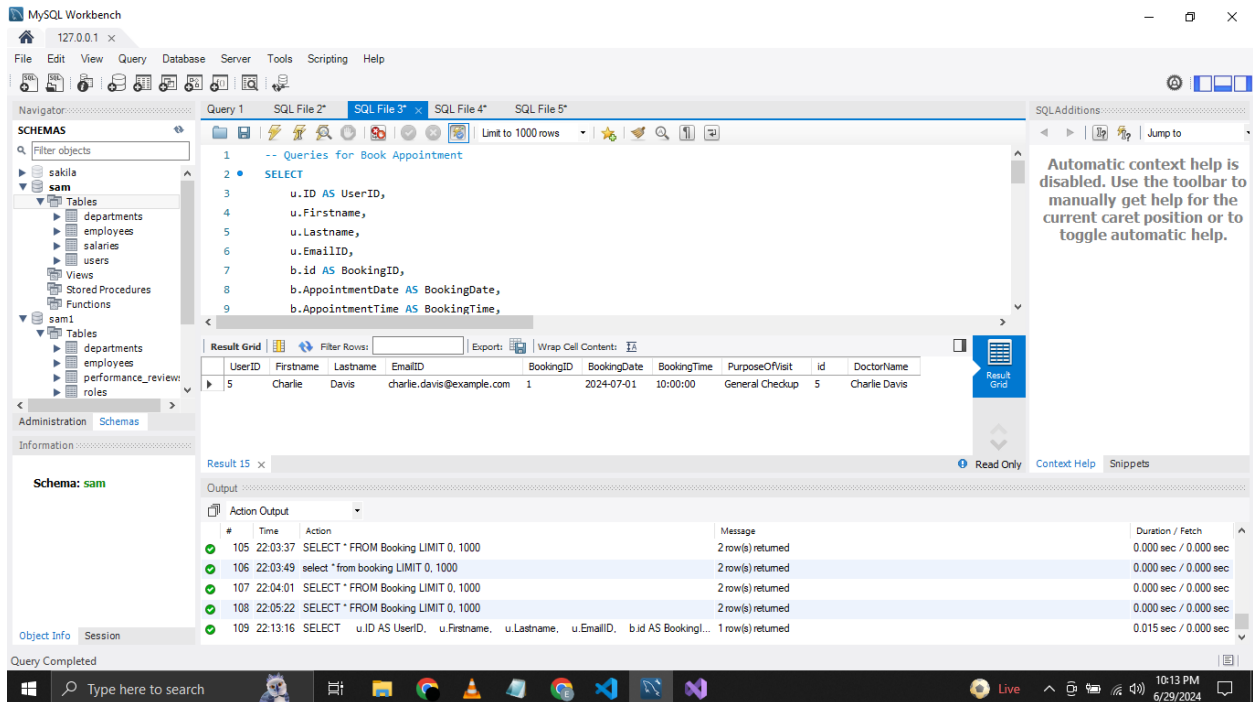 MySQL Workbench
127.0.0.1
File Edit View Query Database Server Tools Scripting Help
Navigator
SCHEMAS
Filter objects
sakila
sam
Tables
departments
employees
salaries
users
Views
Stored Procedures
Functions
sam1
Tables
departments
employees
performance_reviews
roles
Administration Schemas
Information
Schema: sam
Object Info Session
Query 1 SQL File 2* SQL File 3* SQL File 4* SQL File 5*
Limit to 1000 rows
1 -- Queries for Book Appointment
2 SELECT
3 u.ID AS UserID,
4 u.Firstname,
5 u.Lastname,
6 u.EmailID,
7 b.id AS BookingID,
8 b.AppointmentDate AS BookingDate,
9 b.AppointmentTime AS BookingTime,
Result Grid Filter Rows: Export: Wrap Cell Content:
UserID Firstname Lastname EmailID BookingID BookingDate BookingTime PurposeOfVisit id DoctorName
5 Charlie Davis charlie.davis@example.com 1 2024-07-01 10:00:00 General Checkup 5 Charlie Davis
Result
Grid
Result 15
Read Only
SQLAdditions
Jump to
Automatic context help is
disabled. Use the toolbar to
manually get help for the
current caret position or to
toggle automatic help.
Context Help Snippets
Output
Action Output
# Time Action Message Duration / Fetch
105 22:03:37 SELECT * FROM Booking LIMIT 0, 1000 2 row(s) returned 0.000 sec / 0.000 sec
106 22:03:49 select * from booking LIMIT 0, 1000 2 row(s) returned 0.000 sec / 0.000 sec
107 22:04:01 SELECT * FROM Booking LIMIT 0, 1000 2 row(s) returned 0.000 sec / 0.000 sec
108 22:05:22 SELECT * FROM Booking LIMIT 0, 1000 2 row(s) returned 0.000 sec / 0.000 sec
109 22:13:16 SELECT u.ID AS UserID, u.Firstname, u.Lastname, u.EmailID, b.id AS BookingI... 1 row(s) returned 0.015 sec / 0.000 sec
Query Completed
Type here to search
Live
10:13 PM
6/29/2024